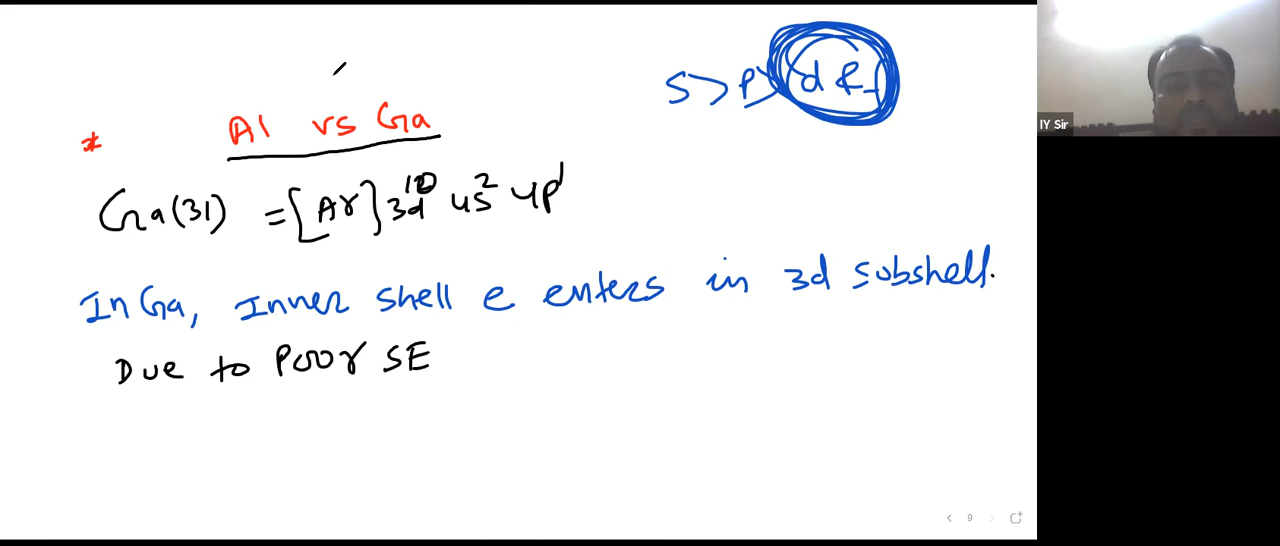 S > P > d & f
* Al vs Ga
Ga(31) = [Ar] 3d¹⁰ 4s² 4p¹
In Ga, Inner shell e enters in 3d subshell.
Due to Poor SE
IY Sir
9